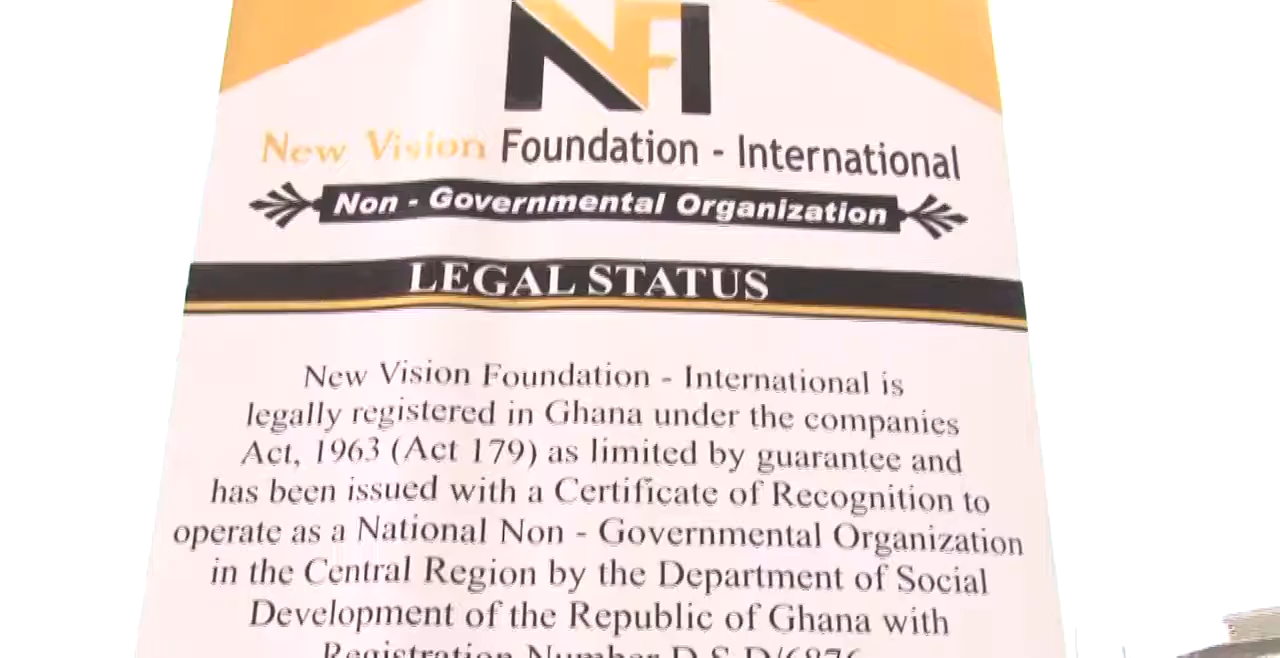 NFI
New Vision Foundation - International
Non - Governmental Organization
LEGAL STATUS
New Vision Foundation - International is
legally registered in Ghana under the companies
Act, 1963 (Act 179) as limited by guarantee and
has been issued with a Certificate of Recognition to
operate as a National Non - Governmental Organization
in the Central Region by the Department of Social
Development of the Republic of Ghana with
Registration Number